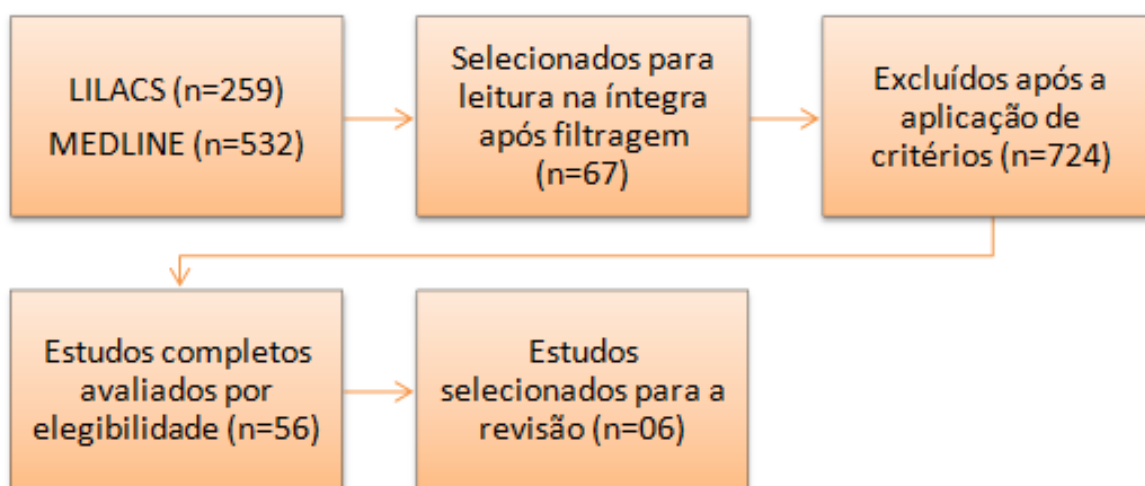 LILACS (n=259)
MEDLINE (n=532)
Selecionados para
leitura na íntegra
após filtragem
(n=67)
Excluídos após a
aplicação de
critérios (n=724)
Estudos completos
avaliados por
elegibilidade (n=56)
Estudos
selecionados para a
revisão (n=06)